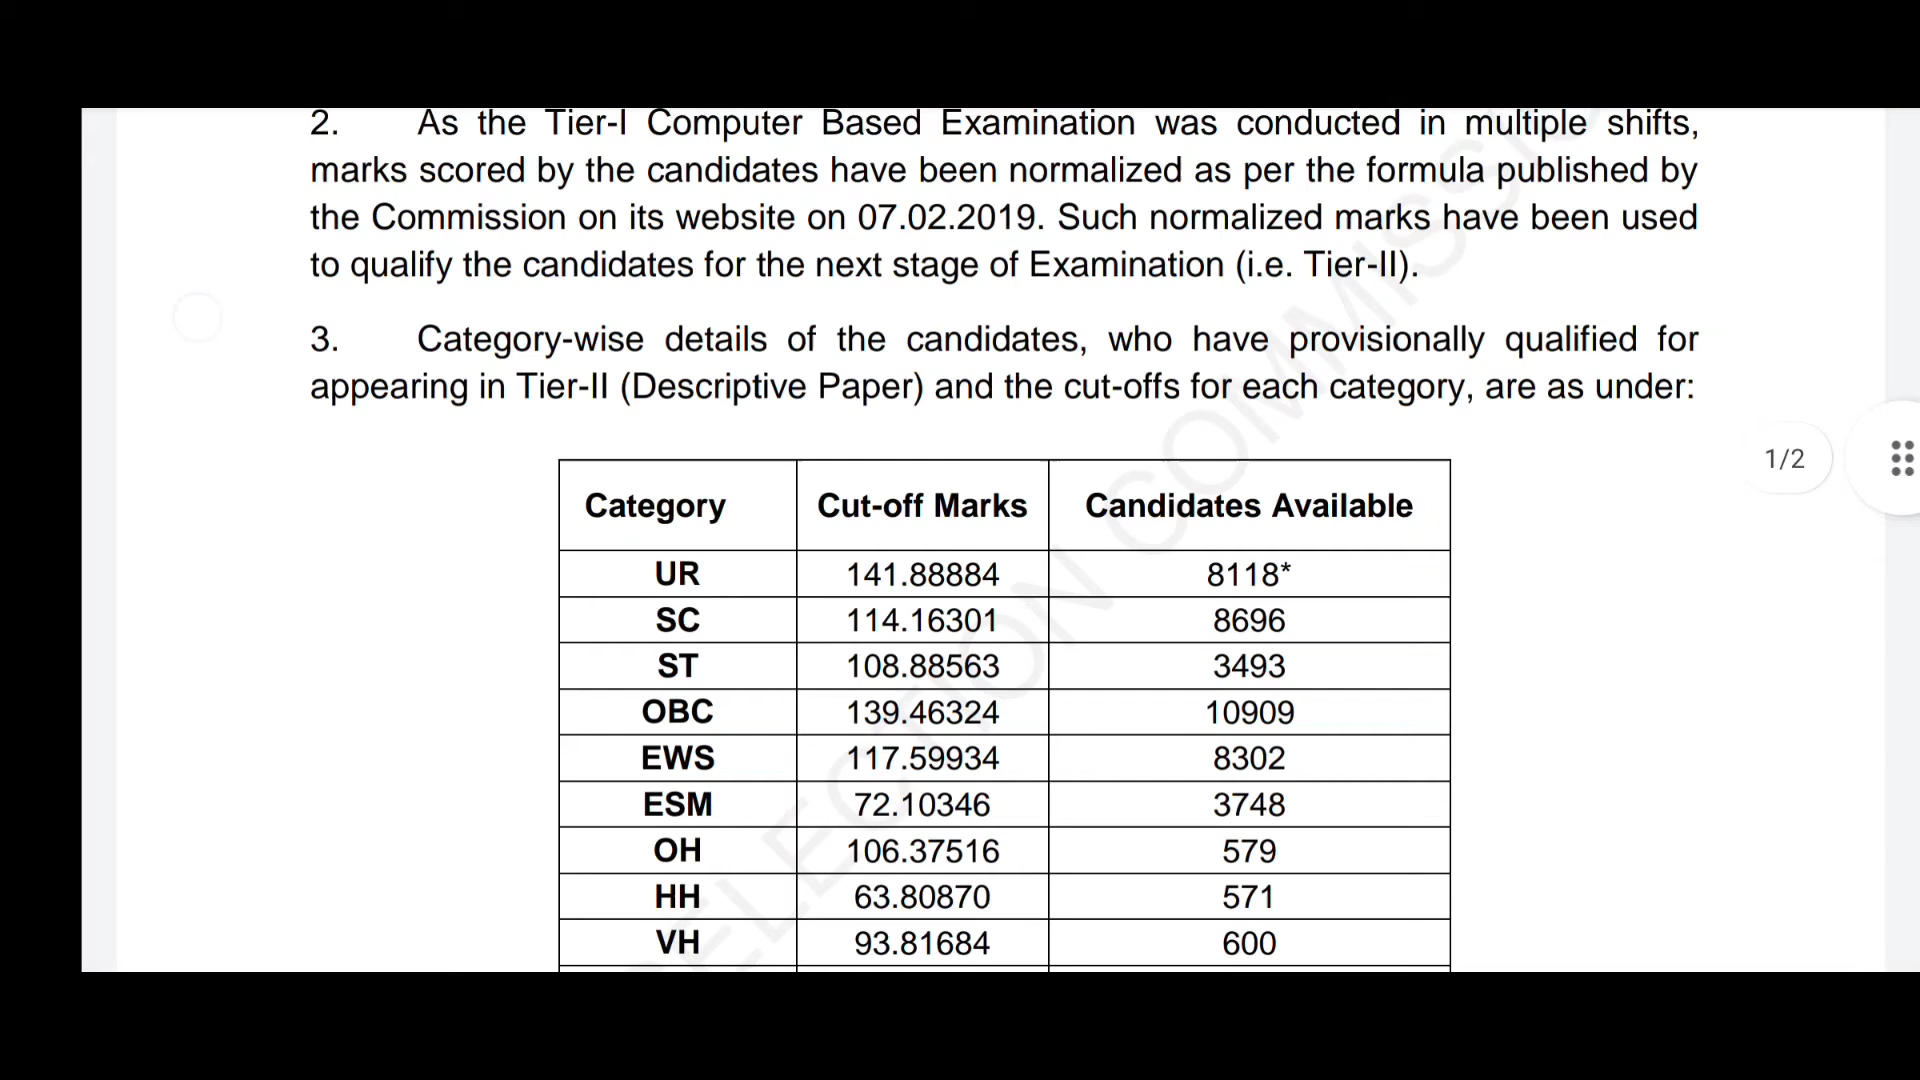 2. As the Tier-I Computer Based Examination was conducted in multiple shifts,
marks scored by the candidates have been normalized as per the formula published by
the Commission on its website on 07.02.2019. Such normalized marks have been used
to qualify the candidates for the next stage of Examination (i.e. Tier-II).
3. Category-wise details of the candidates, who have provisionally qualified for
appearing in Tier-II (Descriptive Paper) and the cut-offs for each category, are as under:
1/2
Category Cut-off Marks Candidates Available
UR 141.88884 8118*
SC 114.16301 8696
ST 108.88563 3493
OBC 139.46324 10909
EWS 117.59934 8302
ESM 72.10346 3748
OH 106.37516 579
HH 63.80870 571
VH 93.81684 600
ELECTION COMMISS